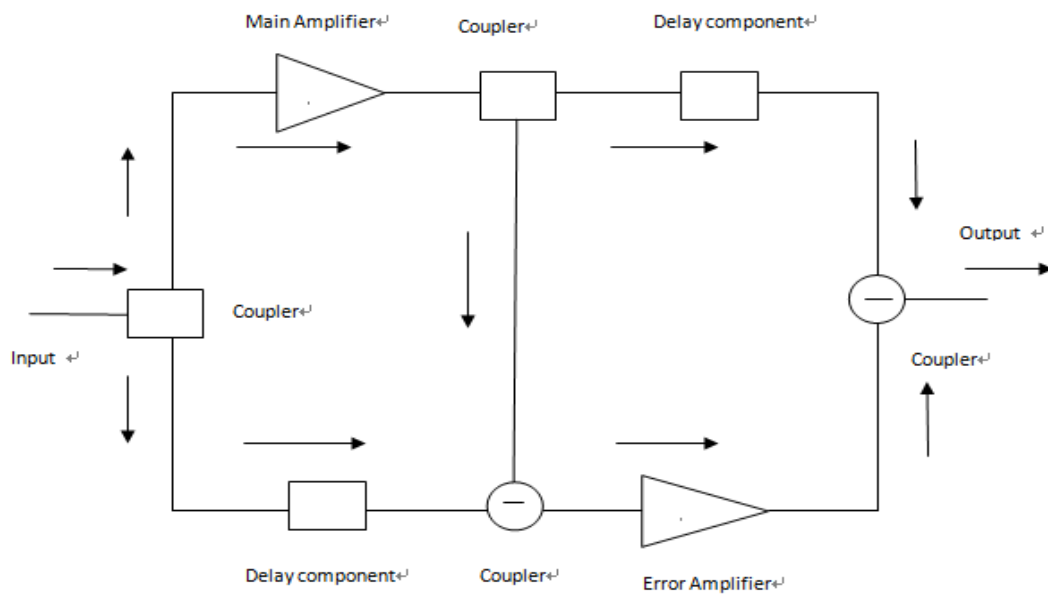 Main Amplifier↵
Coupler↵
Delay component↵
Output ↵
Coupler↵
Input ↵
Coupler↵
Delay component↵
Coupler↵
Error Amplifier↵